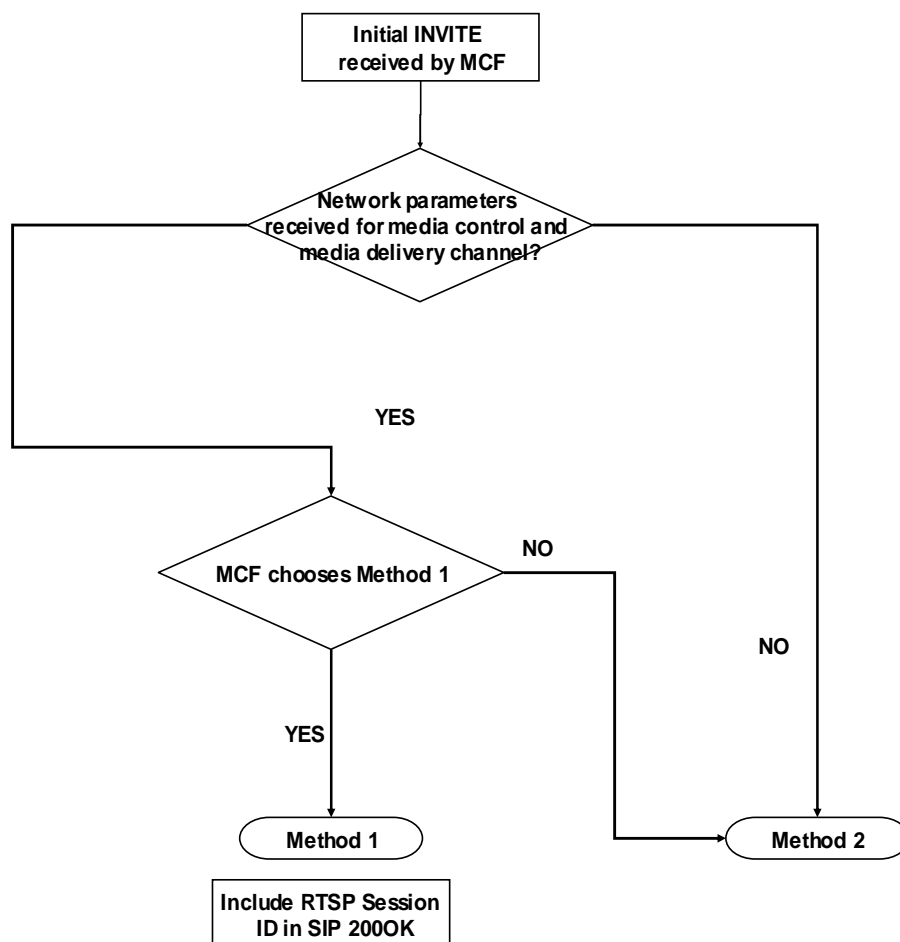 Initial INVITE
received by MCF
Network parameters
received for media control and
media delivery channel?
YES
MCF chooses Method 1
NO
NO
YES
Method 1
Method 2
Include RTSP Session
ID in SIP 200OK